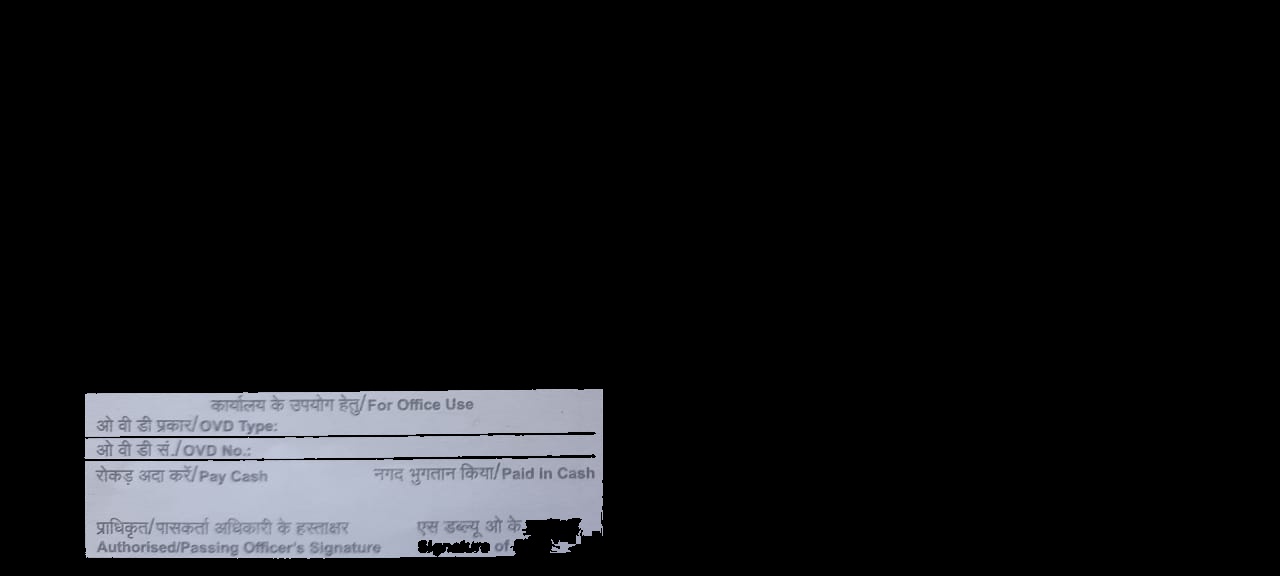 कार्यालय के उपयोग हेतु/For Office Use
ओ वी डी प्रकार/OVD Type:
ओ वी डी सं./OVD No.:
रोकड़ अदा करें/Pay Cash नगद भुगतान किया/Paid in Cash
प्राधिकृत/पासकर्ता अधिकारी के हस्ताक्षर एस डब्ल्यू ओ के
Authorised/Passing Officer's Signature Signature of